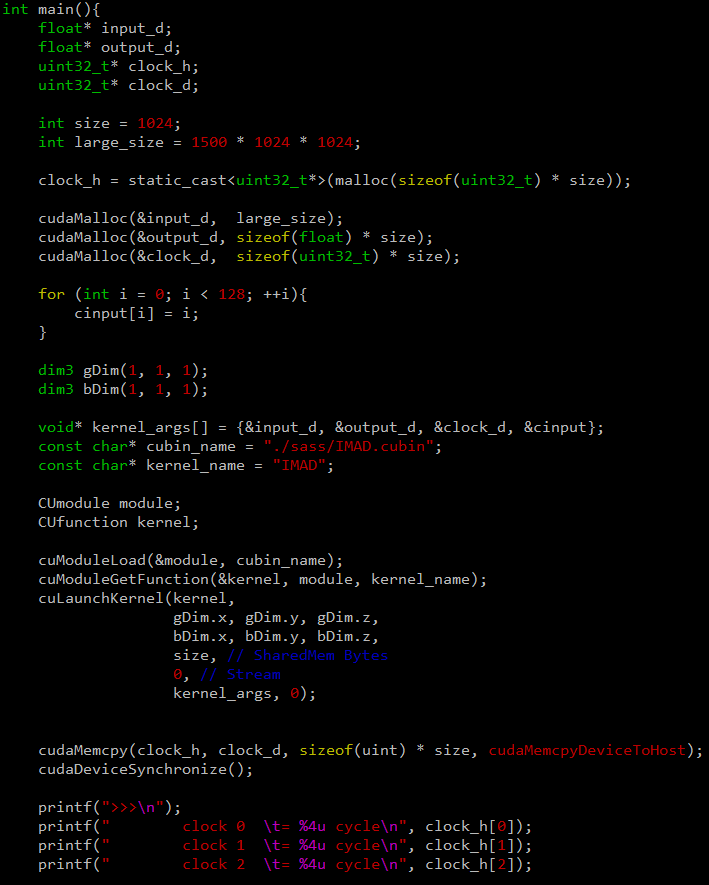 int main(){
    float* input_d;
    float* output_d;
    uint32_t* clock_h;
    uint32_t* clock_d;

    int size = 1024;
    int large_size = 1500 * 1024 * 1024;

    clock_h = static_cast<uint32_t*>(malloc(sizeof(uint32_t) * size));

    cudaMalloc(&input_d,  large_size);
    cudaMalloc(&output_d, sizeof(float) * size);
    cudaMalloc(&clock_d,  sizeof(uint32_t) * size);

    for (int i = 0; i < 128; ++i){
        cinput[i] = i;
    }

    dim3 gDim(1, 1, 1);
    dim3 bDim(1, 1, 1);

    void* kernel_args[] = {&input_d, &output_d, &clock_d, &cinput};
    const char* cubin_name = "./sass/IMAD.cubin";
    const char* kernel_name = "IMAD";

    CUmodule module;
    CUfunction kernel;

    cuModuleLoad(&module, cubin_name);
    cuModuleGetFunction(&kernel, module, kernel_name);
    cuLaunchKernel(kernel,
                   gDim.x, gDim.y, gDim.z,
                   bDim.x, bDim.y, bDim.z,
                   size, // SharedMem Bytes
                   0, // Stream
                   kernel_args, 0);


    cudaMemcpy(clock_h, clock_d, sizeof(uint) * size, cudaMemcpyDeviceToHost);
    cudaDeviceSynchronize();

    printf(">>>\n");
    printf("        clock 0  \t= %4u cycle\n", clock_h[0]);
    printf("        clock 1  \t= %4u cycle\n", clock_h[1]);
    printf("        clock 2  \t= %4u cycle\n", clock_h[2]);